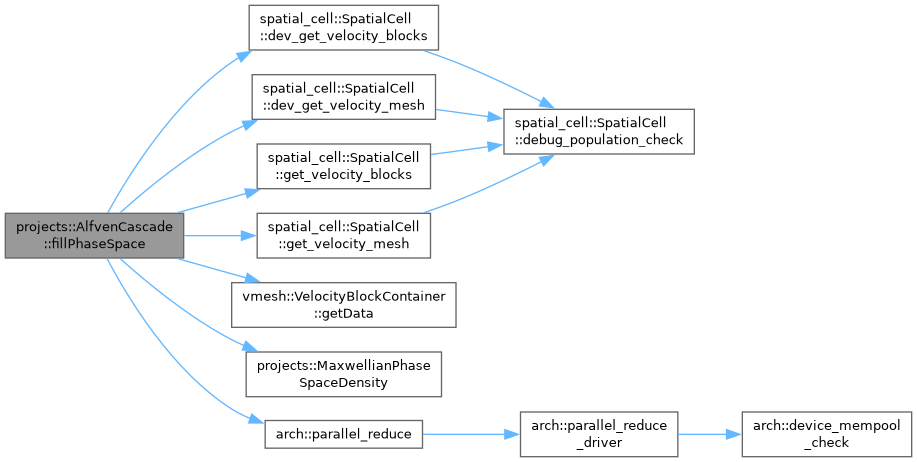 spatial_cell::SpatialCell
::dev_get_velocity_blocks
spatial_cell::SpatialCell
::dev_get_velocity_mesh
spatial_cell::SpatialCell
::debug_population_check
spatial_cell::SpatialCell
::get_velocity_blocks
projects::AlfvenCascade
::fillPhaseSpace
spatial_cell::SpatialCell
::get_velocity_mesh
vmesh::VelocityBlockContainer
::getData
projects::MaxwellianPhase
SpaceDensity
arch::parallel_reduce
arch::parallel_reduce
_driver
arch::device_mempool
_check